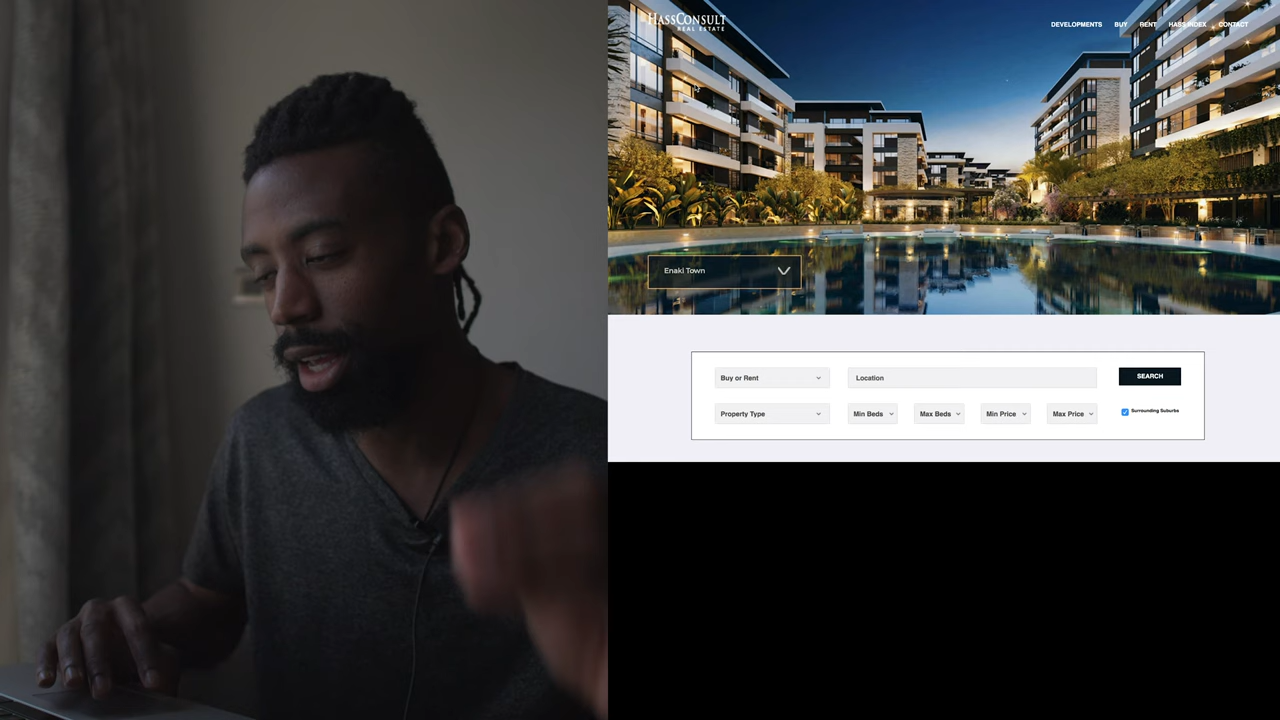 HASSCONSULT
REAL ESTATE
DEVELOPMENTS BUY RENT HASS INDEX CONTACT
Enaki Town
Buy or Rent Location SEARCH
Property Type Min Beds Max Beds Min Price Max Price Surrounding Suburbs